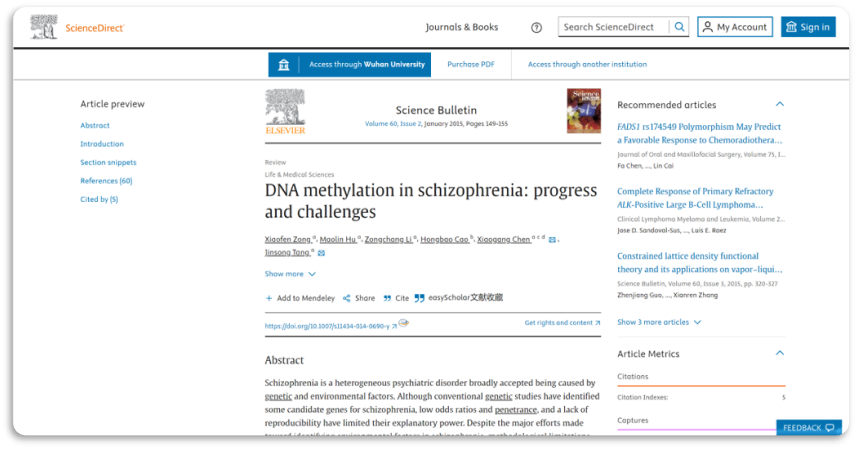 ScienceDirect
Journals & Books
Search ScienceDirect
My Account
Sign in
Access through Wuhan University
Purchase PDF
Access through another institution
Article preview
Abstract
Introduction
Section snippets
References (60)
Cited by (5)
ELSEVIER
Science Bulletin
Volume 60, Issue 2, January 2015, Pages 149-155
Science
Review
Life & Medical Sciences
DNA methylation in schizophrenia: progress
and challenges
Xiaofen Zong a, Maolin Hu a, Zongchang Li a, Hongbao Cao b, Xiaogang Chen a c d,
Jinsong Tang a
Show more
Add to Mendeley
Share
Cite
easyScholar文献收藏
https://doi.org/10.1007/s11434-014-0690-y
Get rights and content
Abstract
Schizophrenia is a heterogeneous psychiatric disorder broadly accepted being caused by
genetic and environmental factors. Although conventional genetic studies have identified
some candidate genes for schizophrenia, low odds ratios and penetrance, and a lack of
reproducibility have limited their explanatory power. Despite the major efforts made
toward identifying environmental factors in schizophrenia, methodological limitations
Recommended articles
FADS1 rs174549 Polymorphism May Predict
a Favorable Response to Chemoradiothera...
Journal of Oral and Maxillofacial Surgery, Volume 75, I...
Fa Chen, ..., Lin Cai
Complete Response of Primary Refractory
ALK-Positive Large B-Cell Lymphoma...
Clinical Lymphoma Myeloma and Leukemia, Volume 2...
Jose D. Sandoval-Sus, ..., Luis E. Raez
Constrained lattice density functional
theory and its applications on vapor-liqui...
Science Bulletin, Volume 60, Issue 3, 2015, pp. 320-327
Zhenjiang Guo, ..., Xianren Zhang
Show 3 more articles
Article Metrics
Citations
Citation Indexes: 5
Captures
FEEDBACK